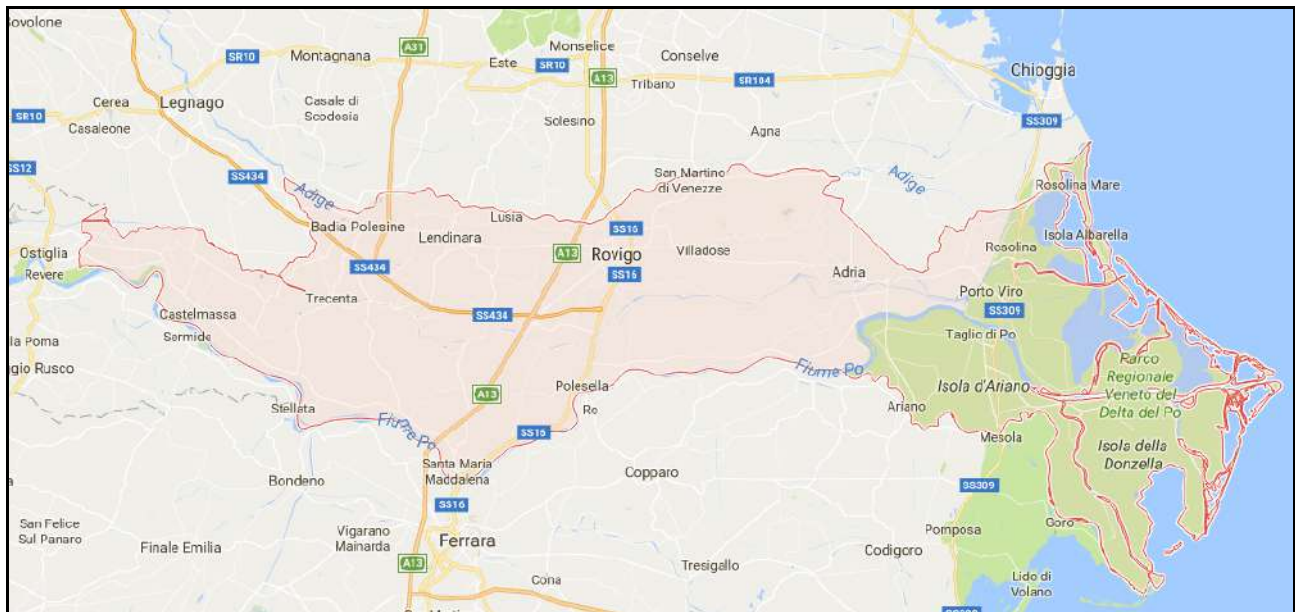 Bovolone
A31
Monselice
Conselve
SR10
Montagnana
Este
SR10
A13
Tribano
SR104
Chioggia
Cerea
Legnago
Casale di
Scodosia
SR10
Casaleone
Solesino
Agna
SS309
SS12
SS434
Adige
San Martino
di Venezze
Adige
Rosolina Mare
Badia Polesine
Lusia
Lendinara
SS16
Isola Albarella
Ostiglia
Revere
A13
Rovigo
Villadose
Rosolina
SS434
SS16
Adria
Trecenta
Porto Viro
Castelmassa
SS434
SS309
Sermide
Taglio di Po
la Poma
Fiume Po
Parco
Regionale
Veneto del
Delta del Po
gio Rusco
A13
Polesella
Isola d'Ariano
Stellata
Ro
Ariano
Fiume Po
SS16
Mesola
Isola della
Donzella
Santa Maria
Maddalena
Copparo
Bondeno
SS309
SS16
San Felice
Sul Panaro
Vigarano
Mainarda
Pomposa
Goro
Finale Emilia
Ferrara
Codigoro
A13
Tresigallo
Cona
Lido di
Volano